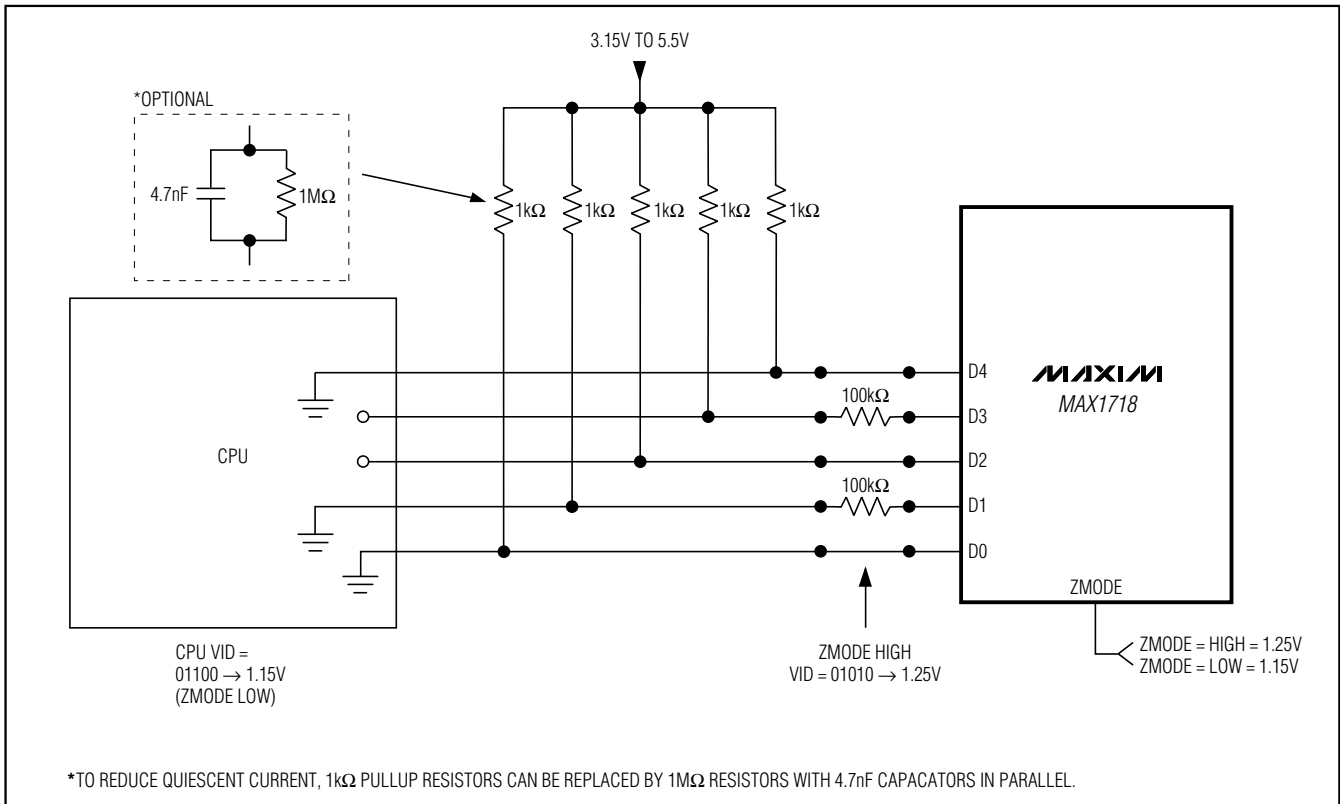 3.15V TO 5.5V
*OPTIONAL
4.7nF
1MΩ
1kΩ
1kΩ
1kΩ
1kΩ
1kΩ
CPU
D4
100kΩ
D3
D2
100kΩ
D1
D0
MAXIM
MAX1718
ZMODE
CPU VID =
01100 → 1.15V
(ZMODE LOW)
ZMODE HIGH
VID = 01010 → 1.25V
ZMODE = HIGH = 1.25V
ZMODE = LOW = 1.15V
*TO REDUCE QUIESCENT CURRENT, 1kΩ PULLUP RESISTORS CAN BE REPLACED BY 1MΩ RESISTORS WITH 4.7nF CAPACATORS IN PARALLEL.